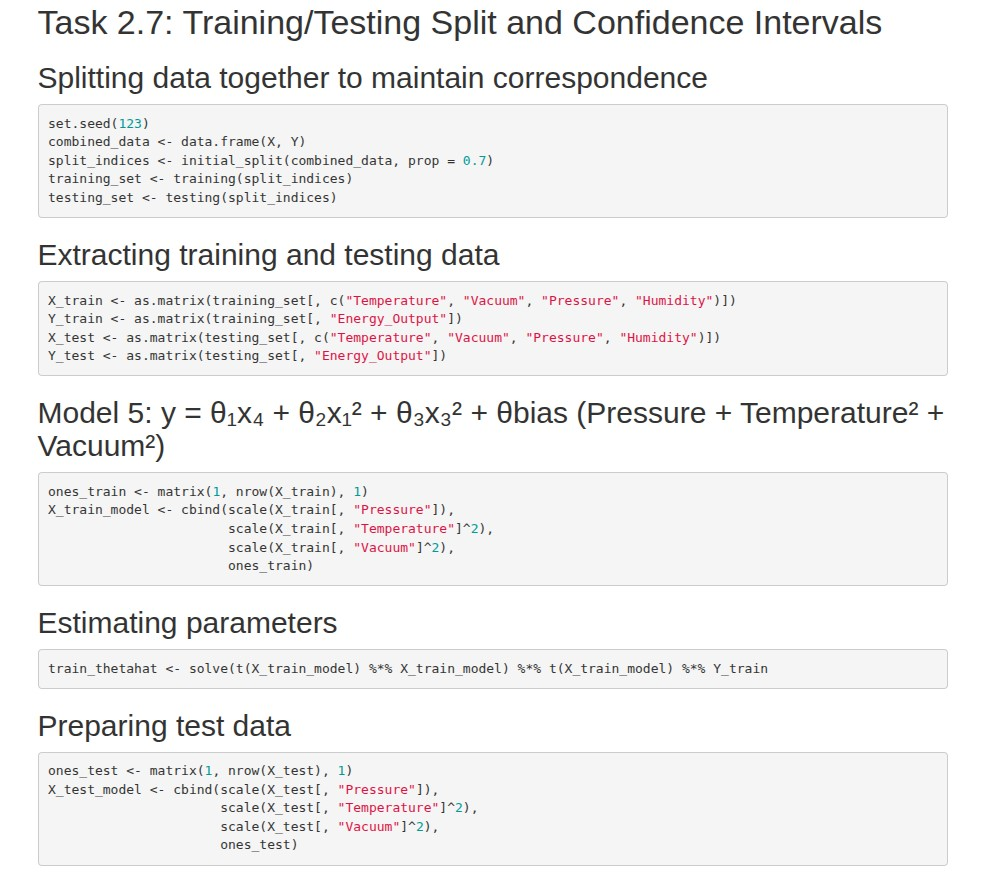 Task 2.7: Training/Testing Split and Confidence Intervals
Splitting data together to maintain correspondence
set.seed(123)
combined_data <- data.frame(X, Y)
split_indices <- initial_split(combined_data, prop = 0.7)
training_set <- training(split_indices)
testing_set <- testing(split_indices)
Extracting training and testing data
X_train <- as.matrix(training_set[, c("Temperature", "Vacuum", "Pressure", "Humidity")])
Y_train <- as.matrix(training_set[, "Energy_Output"])
X_test <- as.matrix(testing_set[, c("Temperature", "Vacuum", "Pressure", "Humidity")])
Y_test <- as.matrix(testing_set[, "Energy_Output"])
Model 5: y = θ₁x₄ + θ₂x₁² + θ₃x₃² + θbias (Pressure + Temperature² +
Vacuum²)
ones_train <- matrix(1, nrow(X_train), 1)
X_train_model <- cbind(scale(X_train[, "Pressure"]),
                       scale(X_train[, "Temperature"]^2),
                       scale(X_train[, "Vacuum"]^2),
                       ones_train)
Estimating parameters
train_thetahat <- solve(t(X_train_model) %*% X_train_model) %*% t(X_train_model) %*% Y_train
Preparing test data
ones_test <- matrix(1, nrow(X_test), 1)
X_test_model <- cbind(scale(X_test[, "Pressure"]),
                      scale(X_test[, "Temperature"]^2),
                      scale(X_test[, "Vacuum"]^2),
                      ones_test)